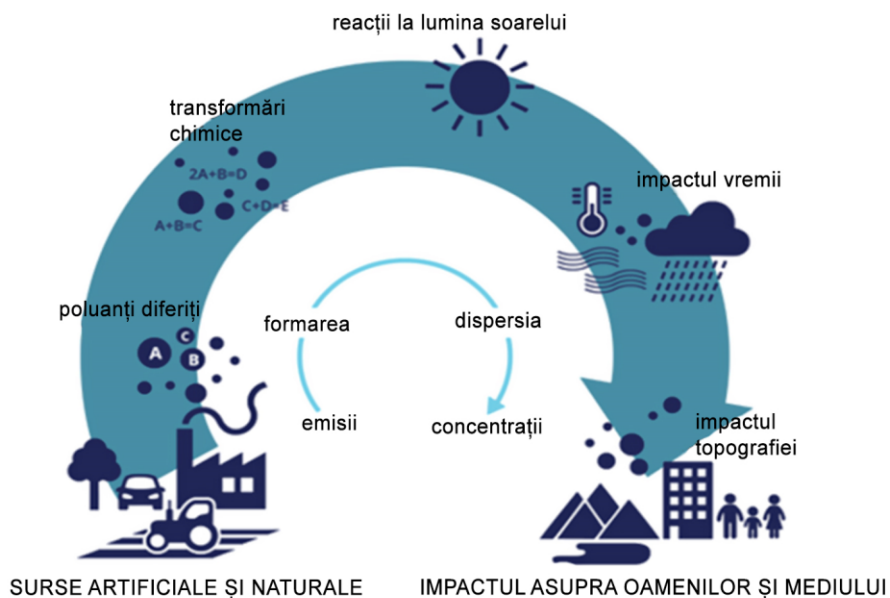 reacții la lumina soarelui
transformări
chimice
2A+B=D
C+D=E
A+B=C
impactul vremii
poluanți diferiți
A
C
B
formarea
dispersia
emisii
concentrații
impactul
topografiei
SURSE ARTIFICIALE ȘI NATURALE
IMPACTUL ASUPRA OAMENILOR ȘI MEDIULUI